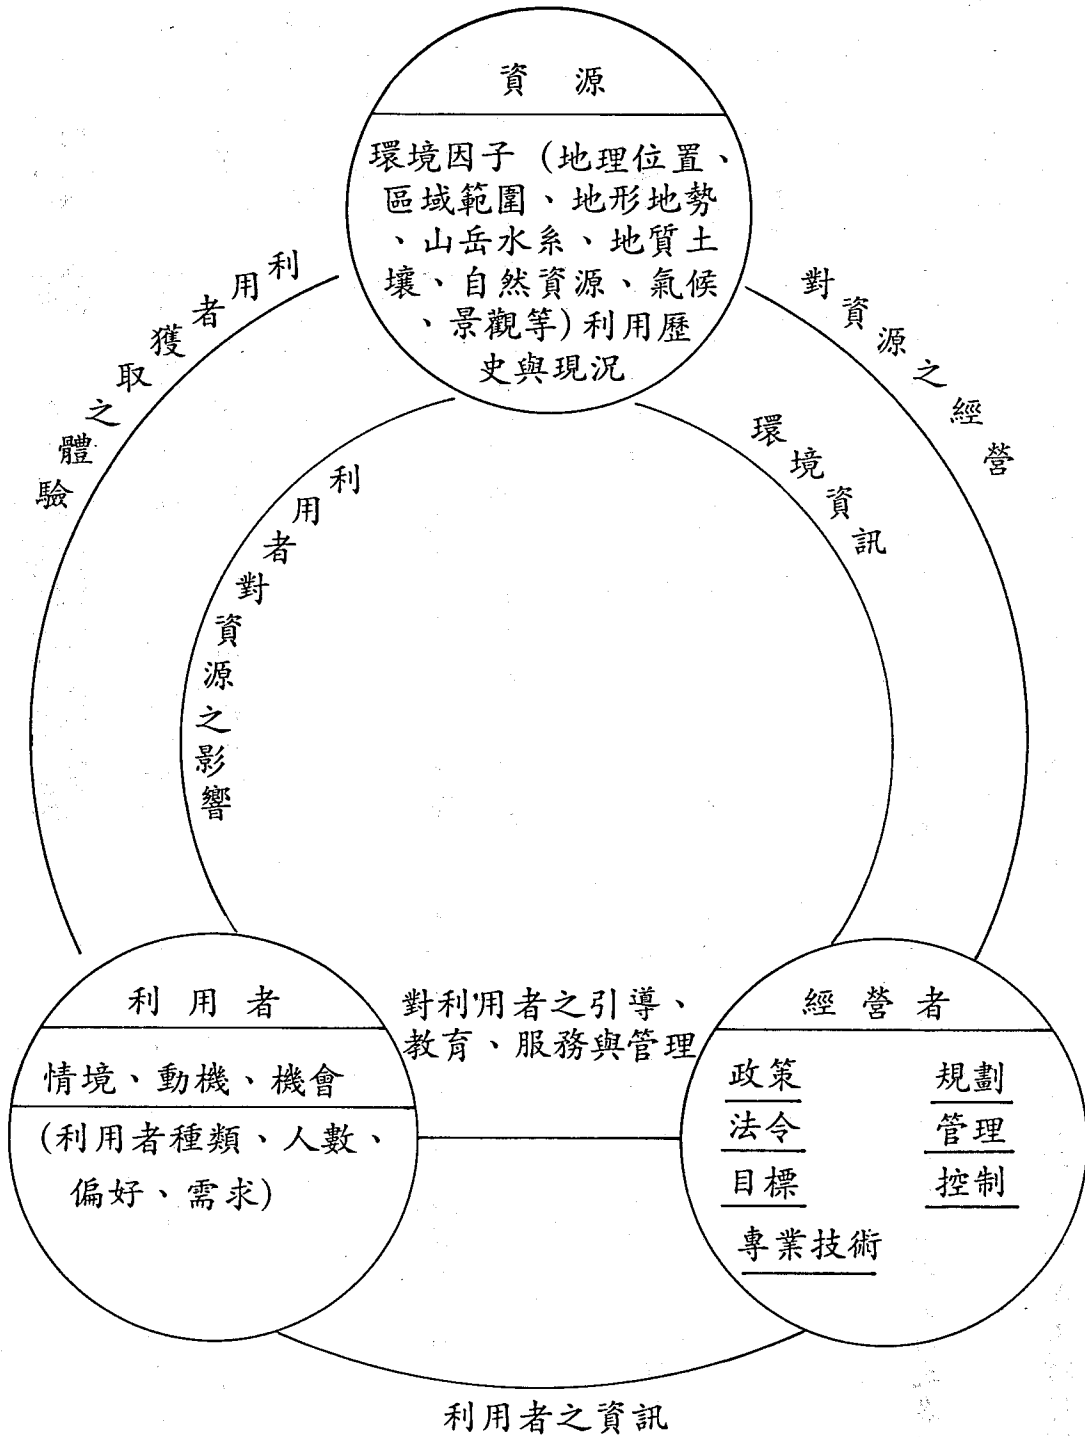 資源
環境因子（地理位置、
區域範圍、地形地勢
、山岳水系、地質土
壤、自然資源、氣候
、景觀等）利用歷
史與現況
利用者獲取之體驗
對資源之經營
利用者對資源之影響
環境資訊
利用者
情境、動機、機會
（利用者種類、人數、
偏好、需求）
對利用者之引導、
教育、服務與管理
經營者
政策 規劃
法令 管理
目標 控制
專業技術
利用者之資訊